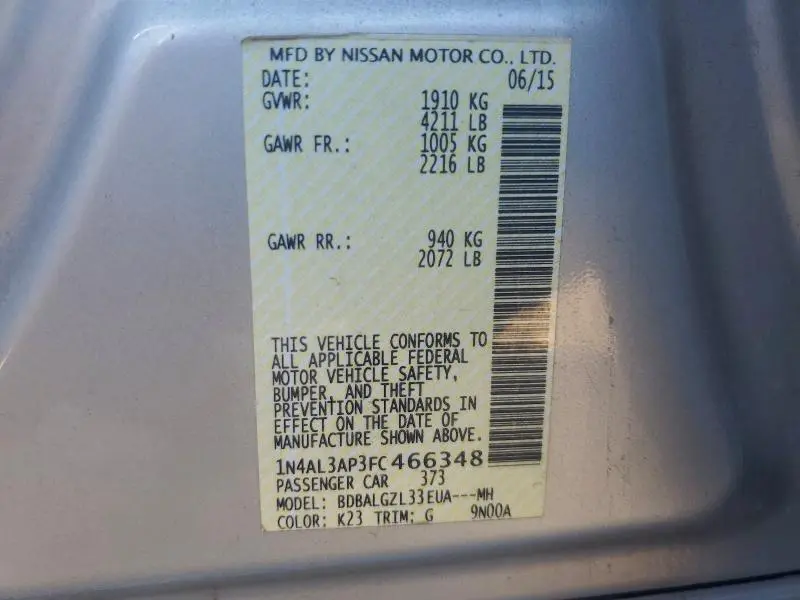 MFD BY NISSAN MOTOR CO., LTD.
DATE: 06/15
GVWR: 1910 KG
4211 LB
GAWR FR.: 1005 KG
2216 LB
GAWR RR.: 940 KG
2072 LB
THIS VEHICLE CONFORMS TO
ALL APPLICABLE FEDERAL
MOTOR VEHICLE SAFETY,
BUMPER, AND THEFT
PREVENTION STANDARDS IN
EFFECT ON THE DATE OF
MANUFACTURE SHOWN ABOVE.
1N4AL3AP3FC466348
PASSENGER CAR 373
MODEL: BDBALGZL33EUA---MH
COLOR: K23 TRIM: G 9N00A